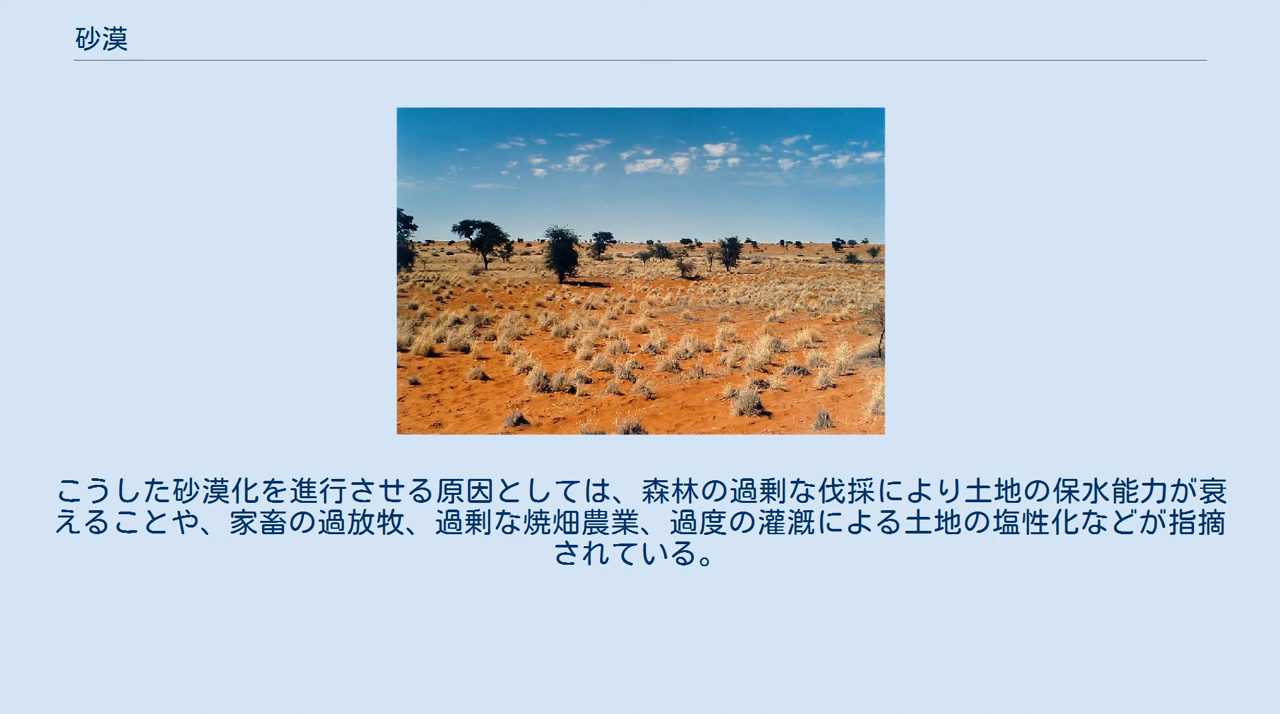 砂漠
こうした砂漠化を進行させる原因としては、森林の過剰な伐採により土地の保水能力が衰
えることや、家畜の過放牧、過剰な焼畑農業、過度の灌漑による土地の塩性化などが指摘
されている。